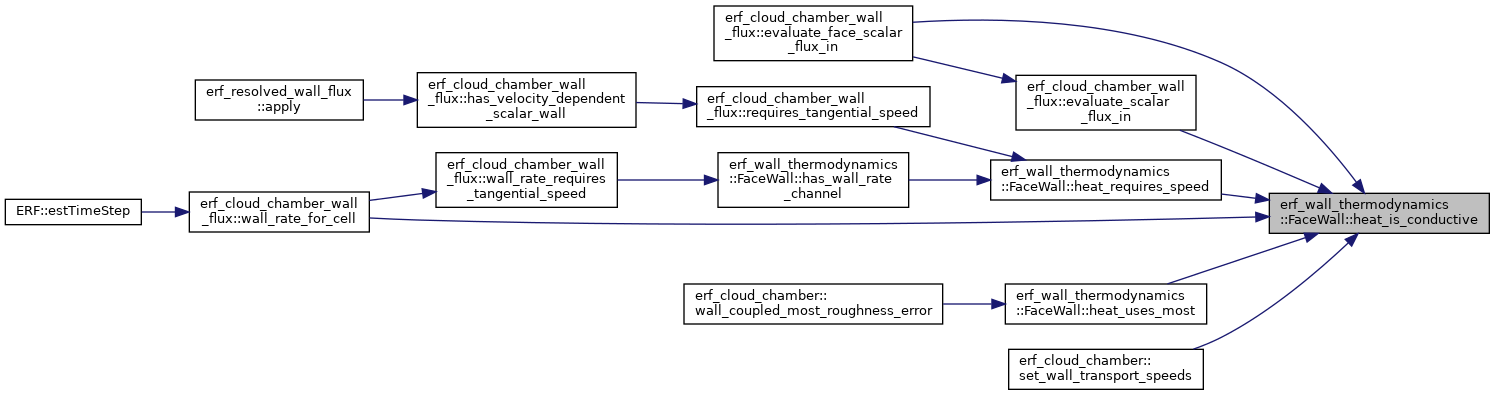 erf_cloud_chamber_wall
_flux::evaluate_face_scalar
_flux_in
erf_resolved_wall_flux
::apply
erf_cloud_chamber_wall
_flux::has_velocity_dependent
_scalar_wall
erf_cloud_chamber_wall
_flux::requires_tangential_speed
erf_cloud_chamber_wall
_flux::evaluate_scalar
_flux_in
ERF::estTimeStep
erf_cloud_chamber_wall
_flux::wall_rate_for_cell
erf_cloud_chamber_wall
_flux::wall_rate_requires
_tangential_speed
erf_wall_thermodynamics
::FaceWall::has_wall_rate
_channel
erf_wall_thermodynamics
::FaceWall::heat_requires_speed
erf_wall_thermodynamics
::FaceWall::heat_is_conductive
erf_cloud_chamber::
wall_coupled_most_roughness_error
erf_wall_thermodynamics
::FaceWall::heat_uses_most
erf_cloud_chamber::
set_wall_transport_speeds